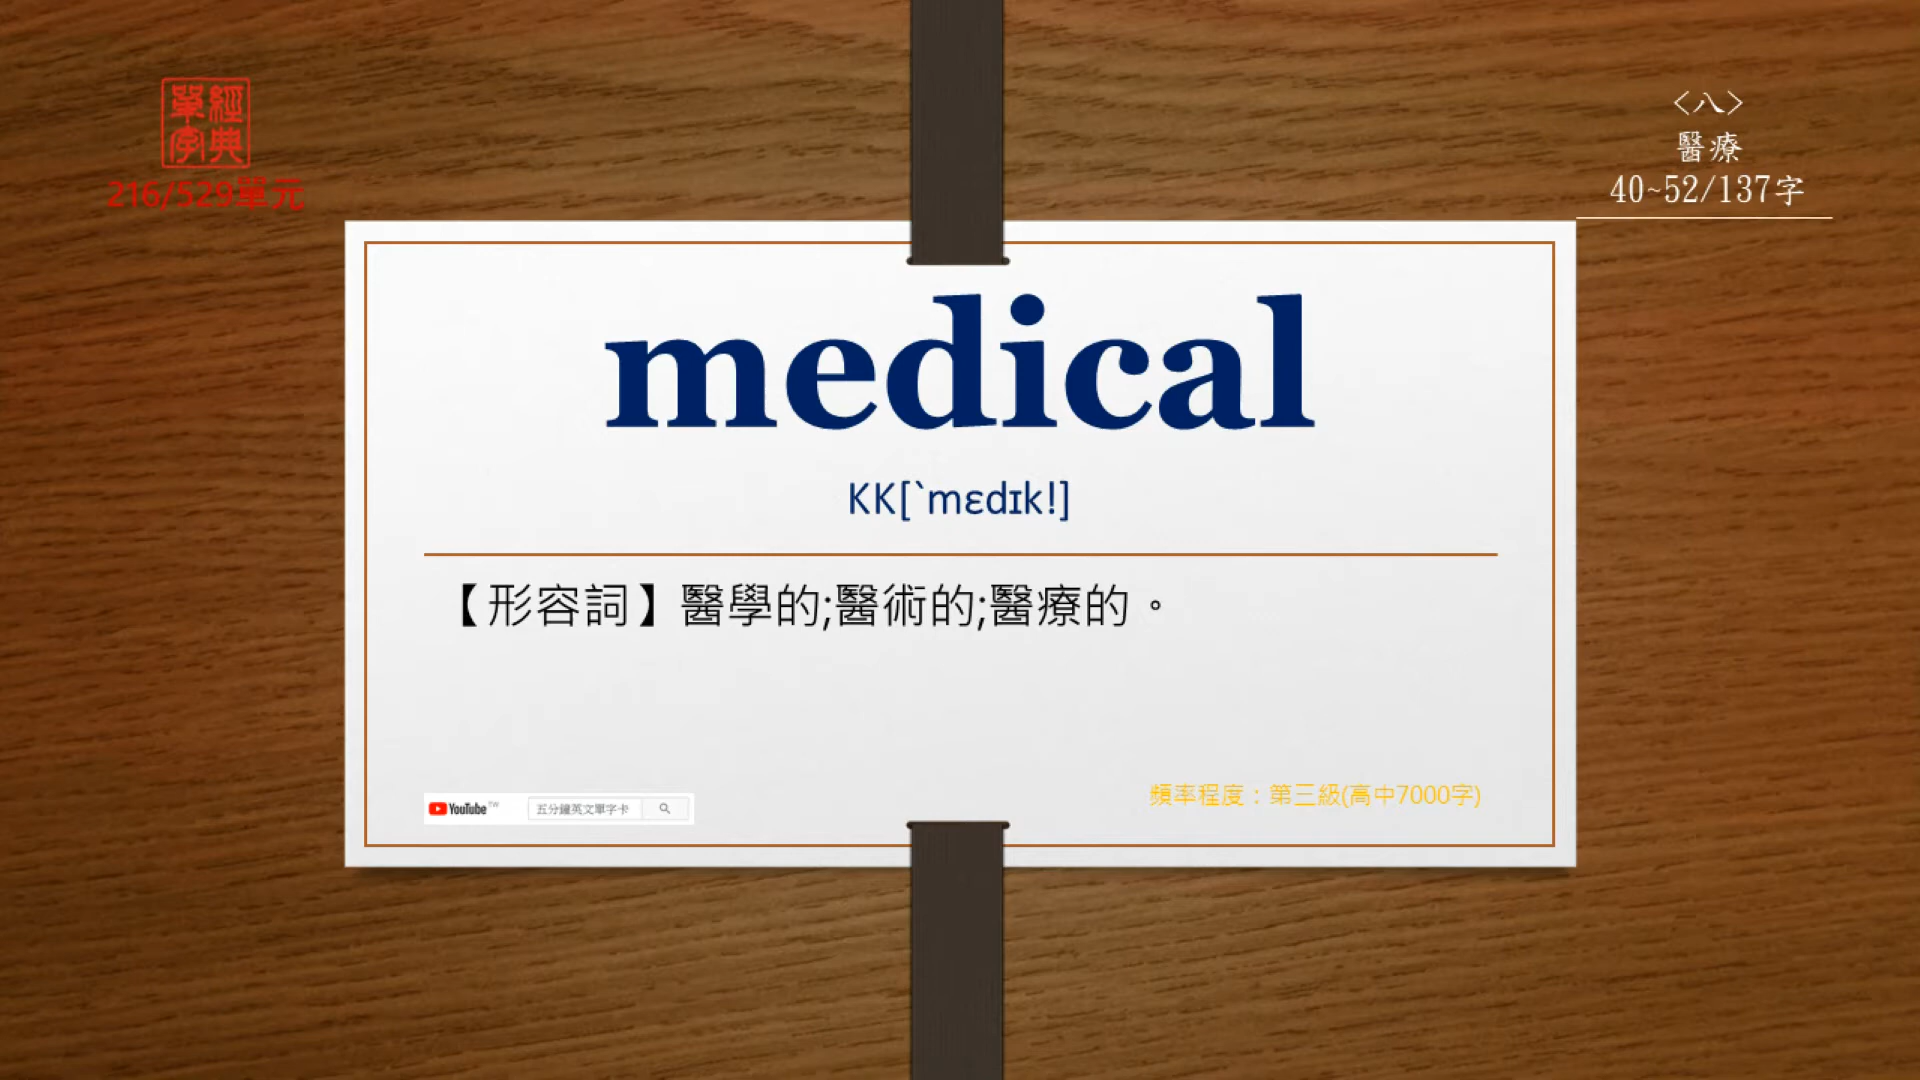 經典
單字
216/529單元
<八>
醫療
40~52/137字
medical
KK[ˋmɛdɪk!]
【形容詞】醫學的;醫術的;醫療的。
YouTube TW
五分鐘英文單字卡
頻率程度：第三級(高中7000字)